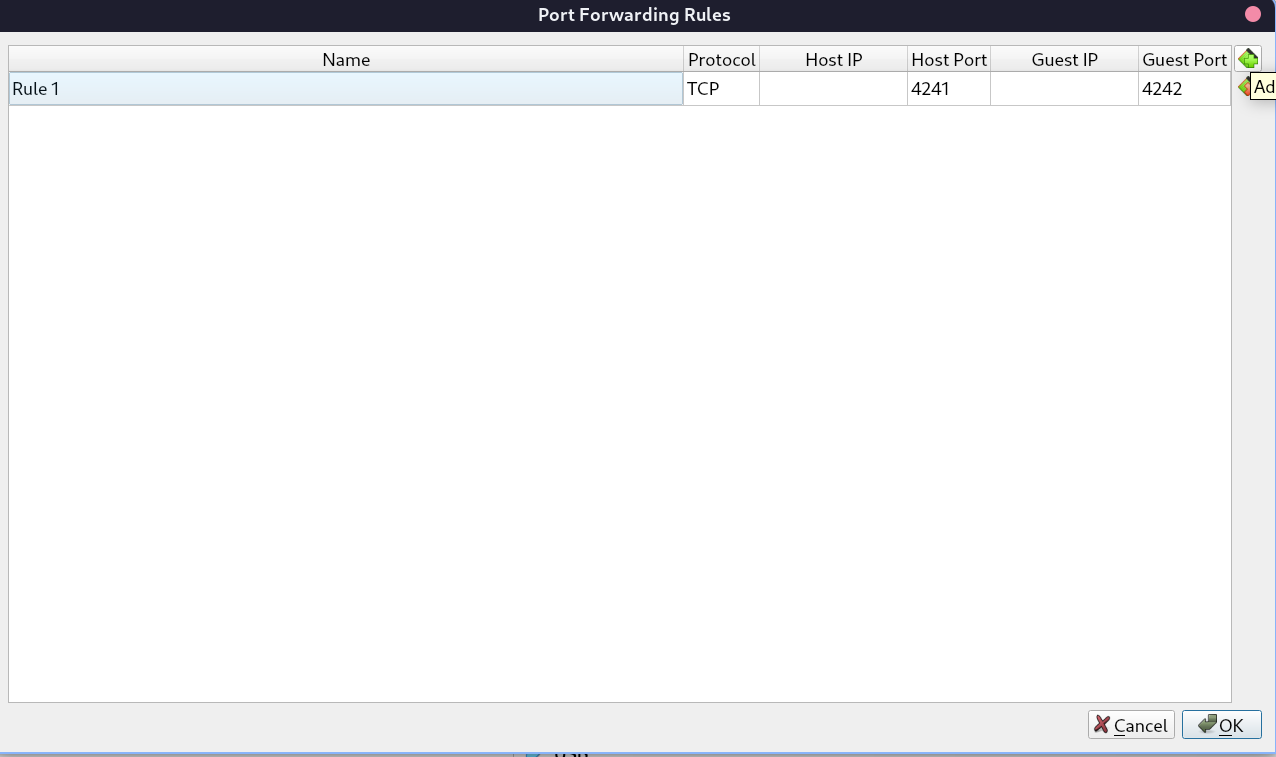 Port Forwarding Rules
Name Protocol Host IP Host Port Guest IP Guest Port
Rule 1 TCP 4241 4242
Ad
Cancel OK